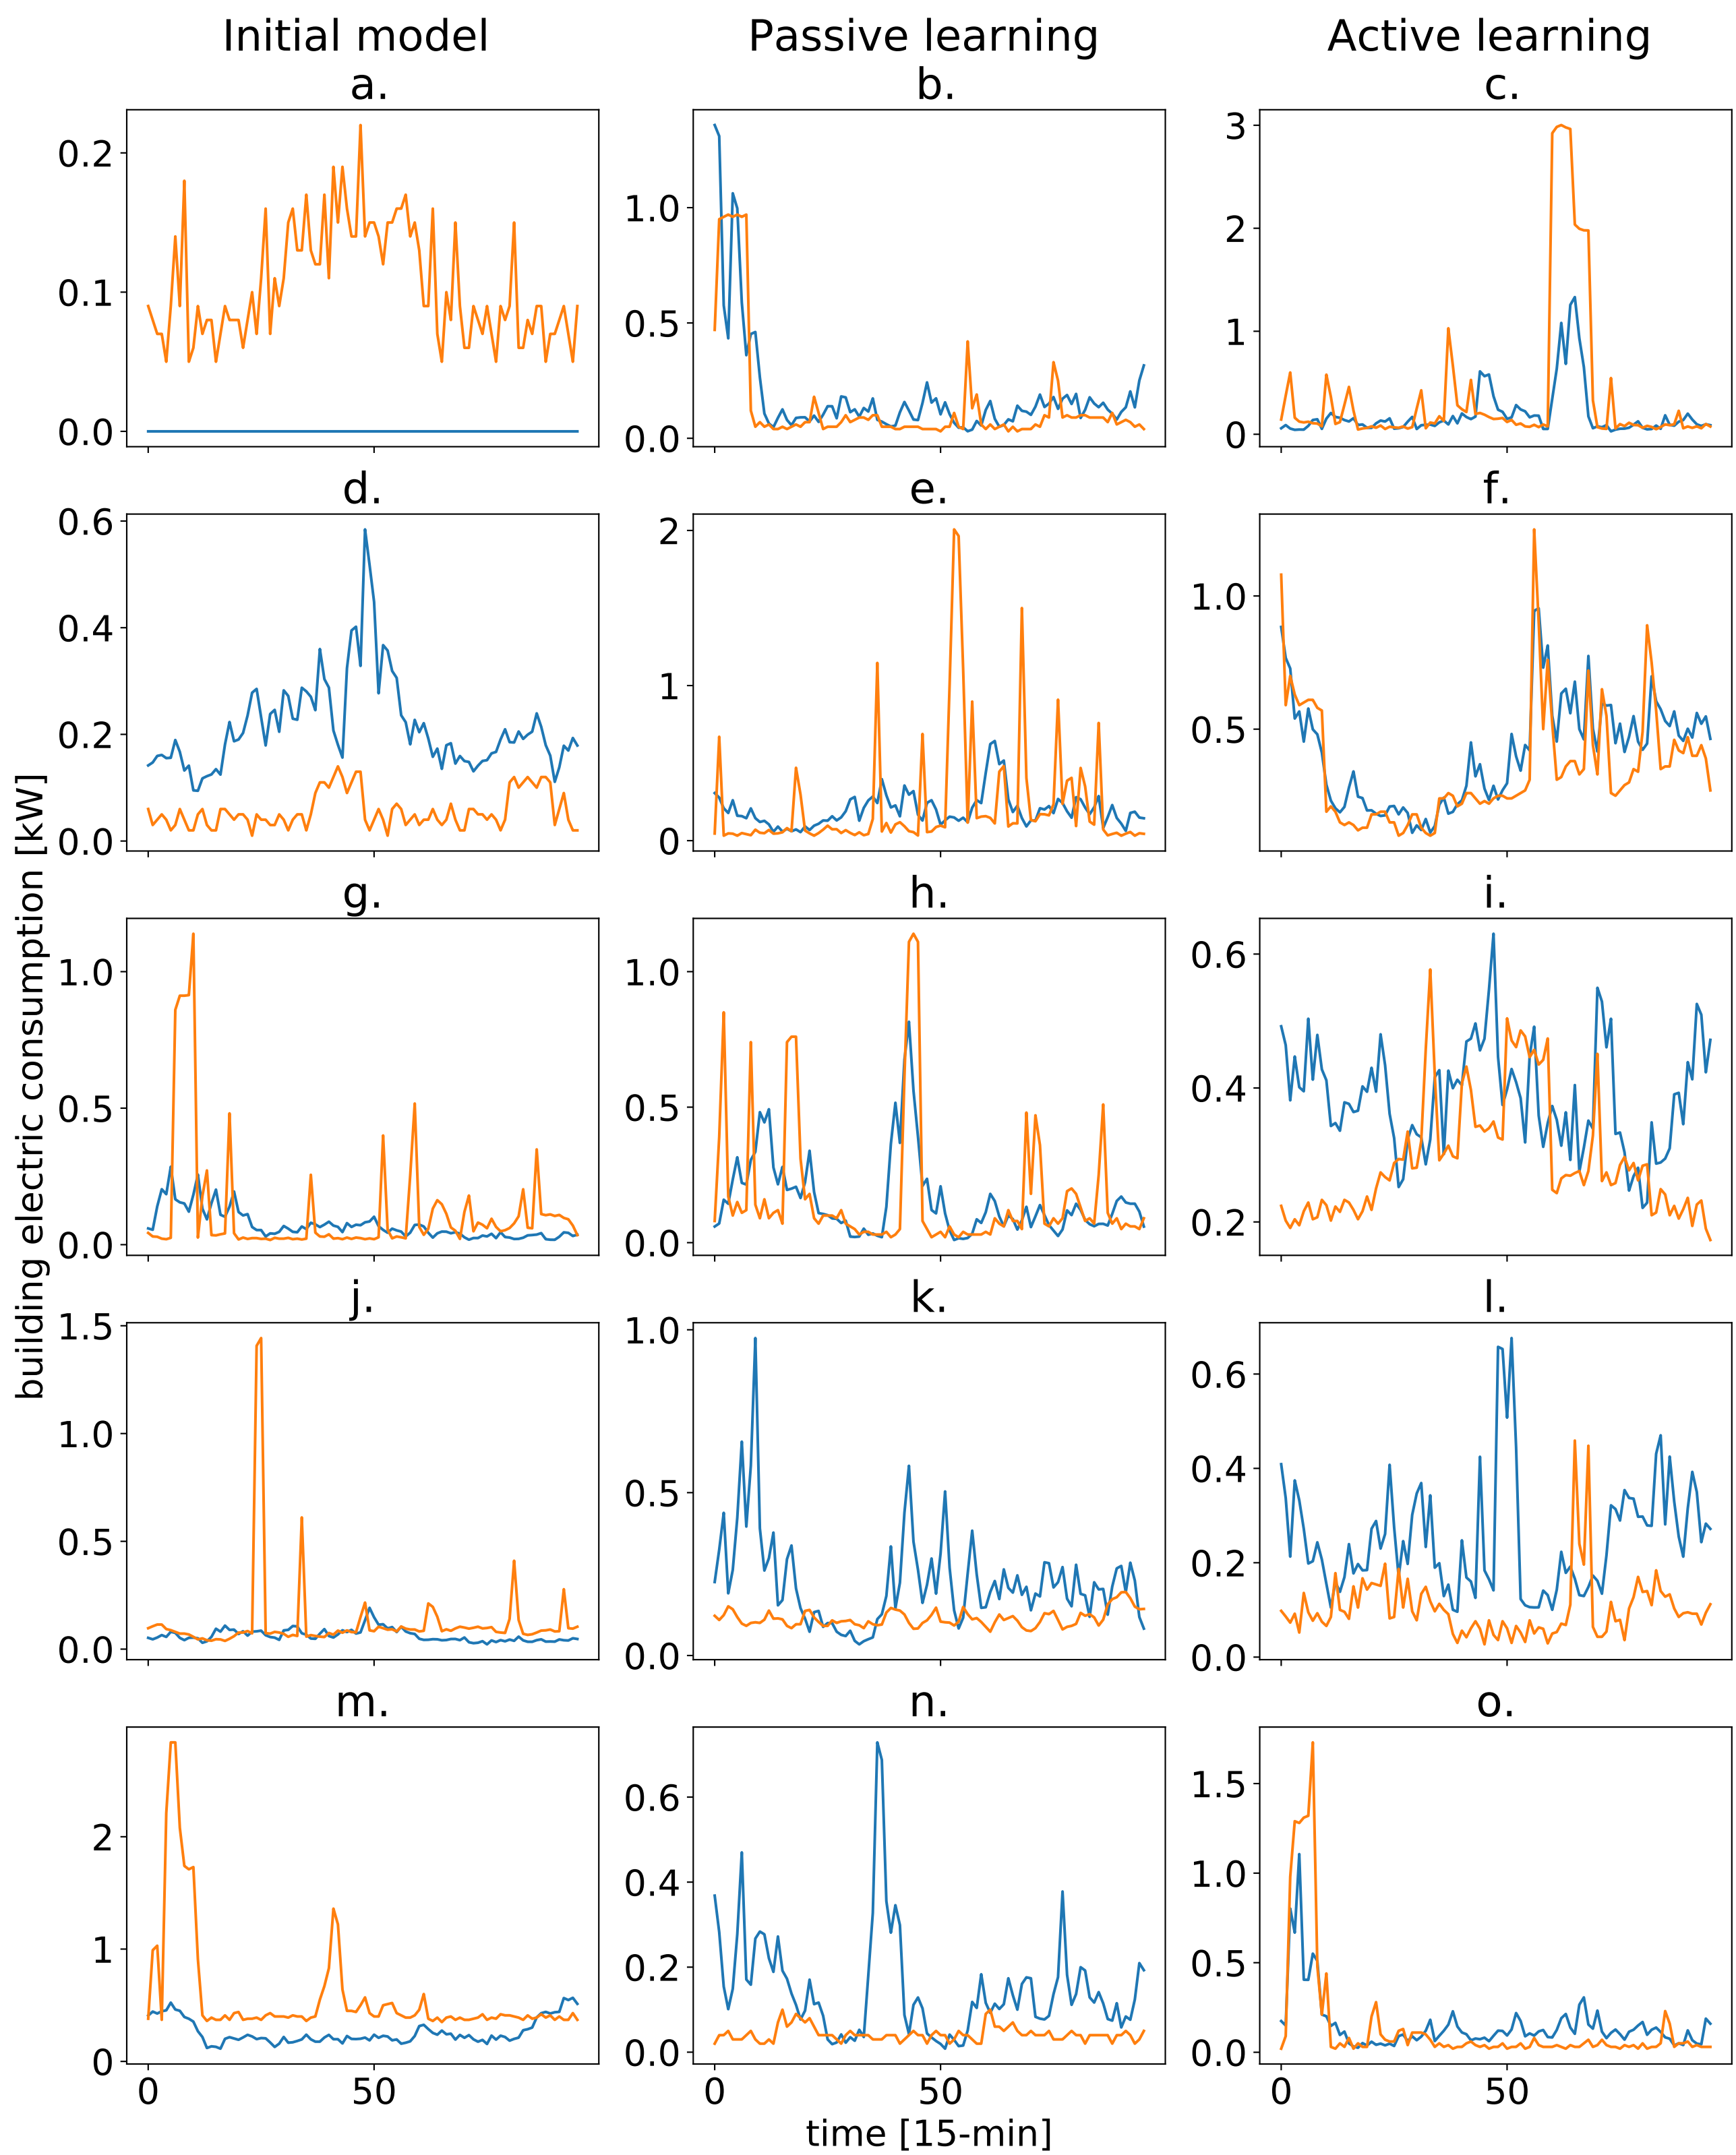 Initial model Passive learning Active learning
a. b. c.
0.2 1.0 3
0.1 0.5 2
0.0 0.0 1
0
d. e. f.
0.6 2 1.0
0.4 1 0.5
0.2 0
0.0
g. h. i.
1.0 1.0 0.6
0.5 0.5 0.4
0.0 0.0 0.2
j. k. l.
1.5 1.0 0.6
1.0 0.5 0.4
0.5 0.0 0.2
0.0 0.0
m. n. o.
2 0.6 1.5
1 0.4 1.0
0 0.2 0.5
0.0 0.0
0 50 0 50 0 50
time [15-min]
building electric consumption [kW]